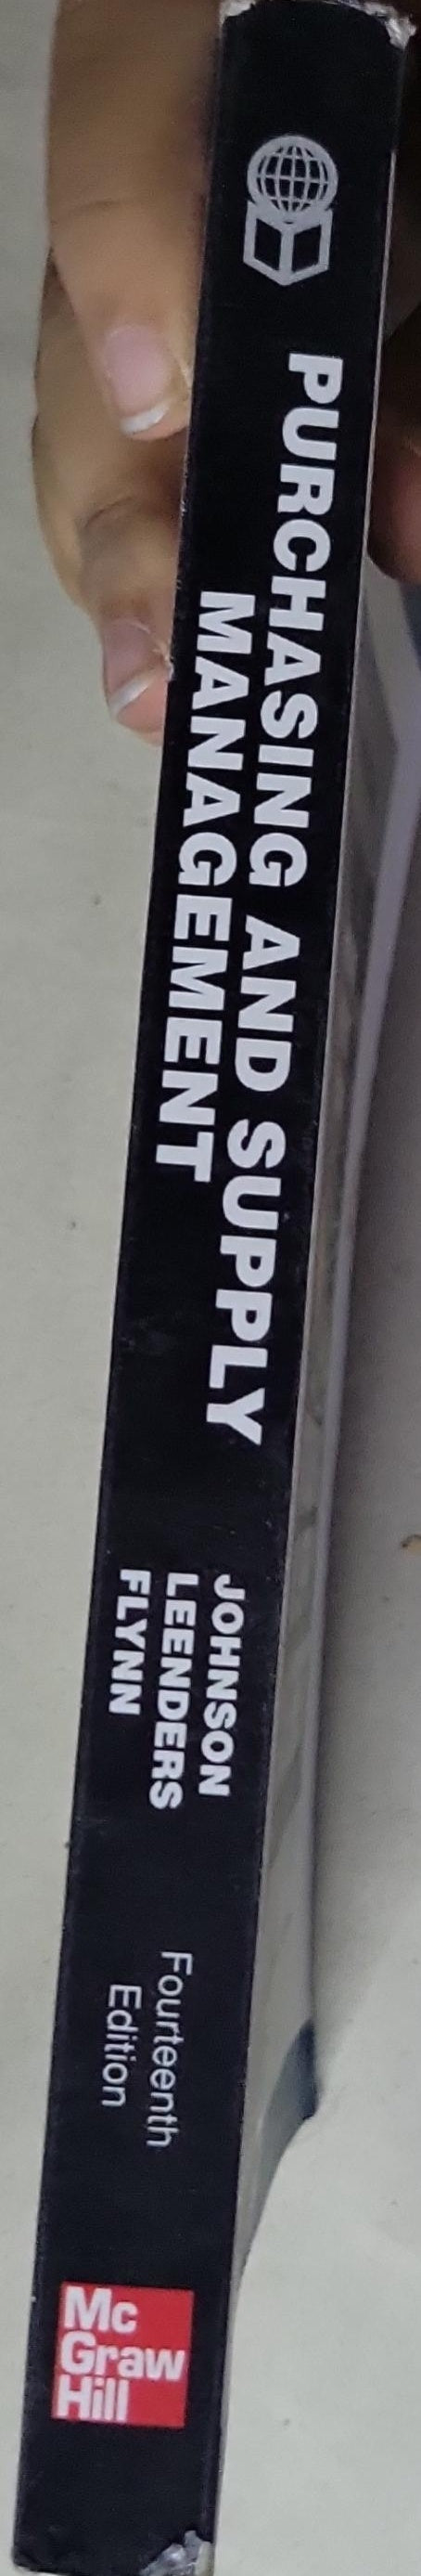 PURCHASING AND SUPPLY
MANAGEMENT
JOHNSON
LEENDERS
FLYNN
Fourteenth
Edition
Mc
Graw
Hill